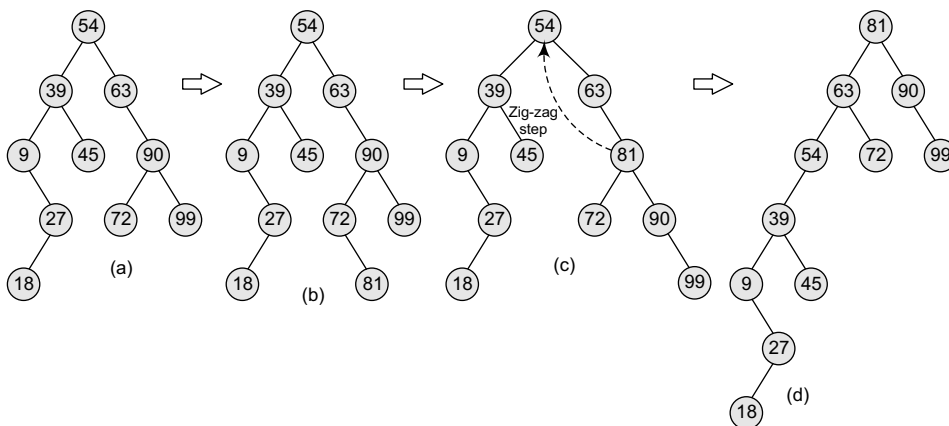 54
39 63
9 45 90
27 72 99
18
(a)
54
39 63
9 45 90
27 72 99
18 81
(b)
54
39 63
Zig-zag
step
9 45 81
27 72 90
18 99
(c)
81
63 90
54 72 99
39
9 45
27
18
(d)